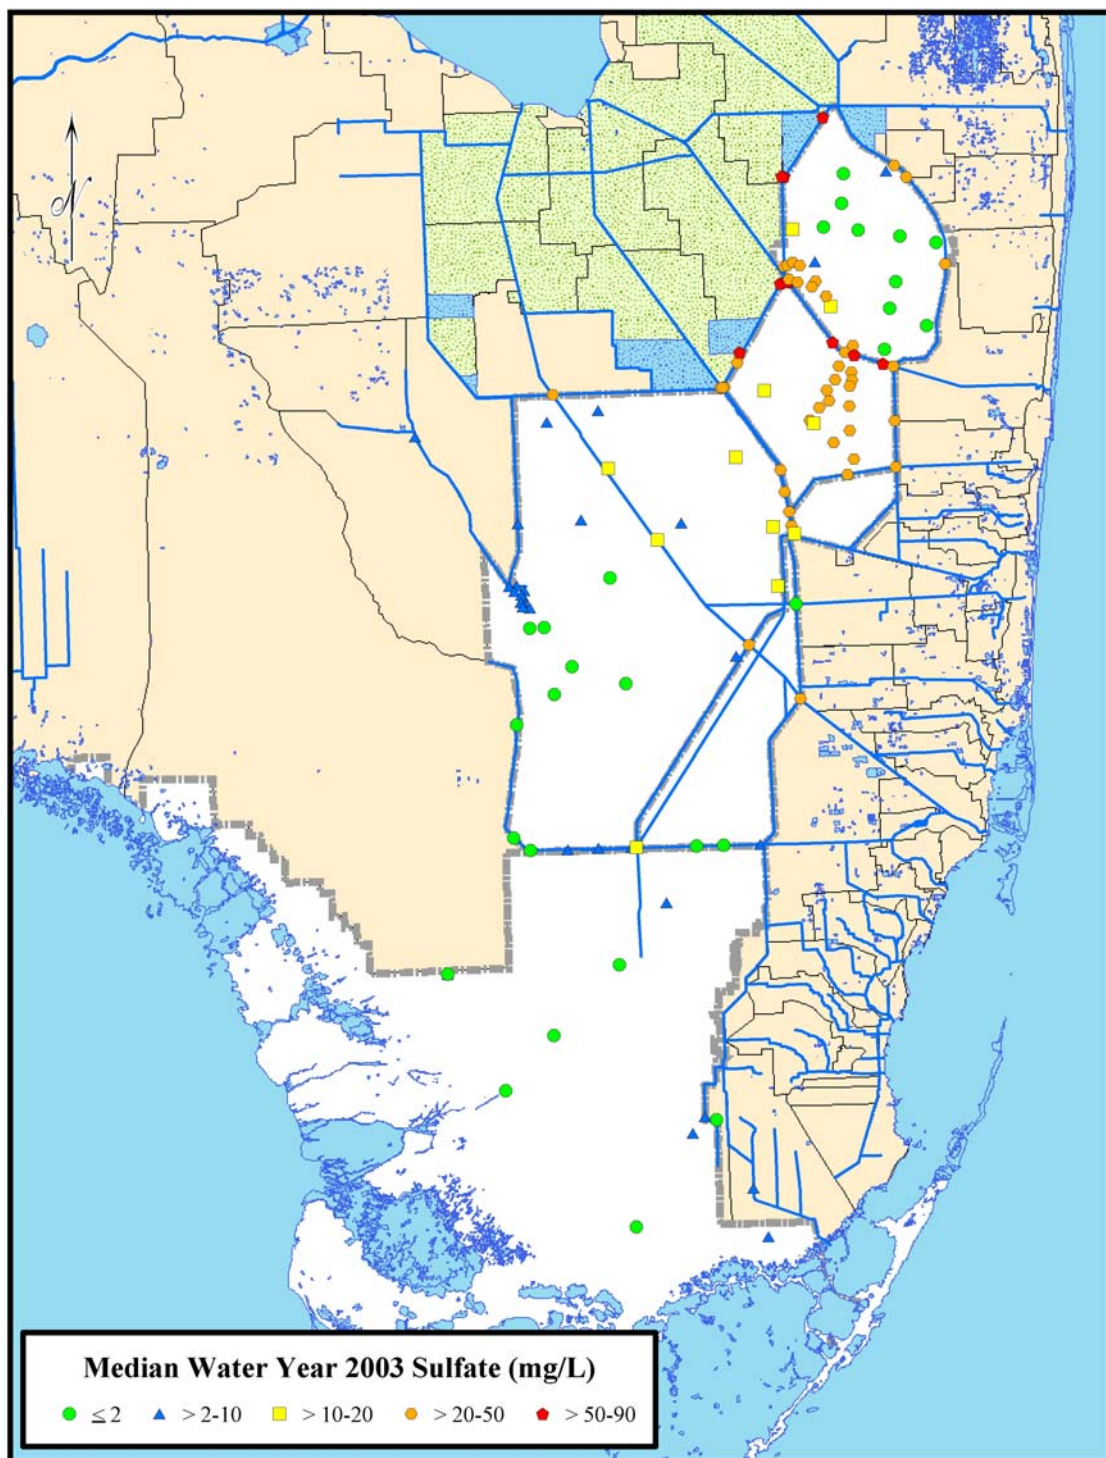 N
Median Water Year 2003 Sulfate (mg/L)
≤ 2 > 2-10 > 10-20 > 20-50 > 50-90